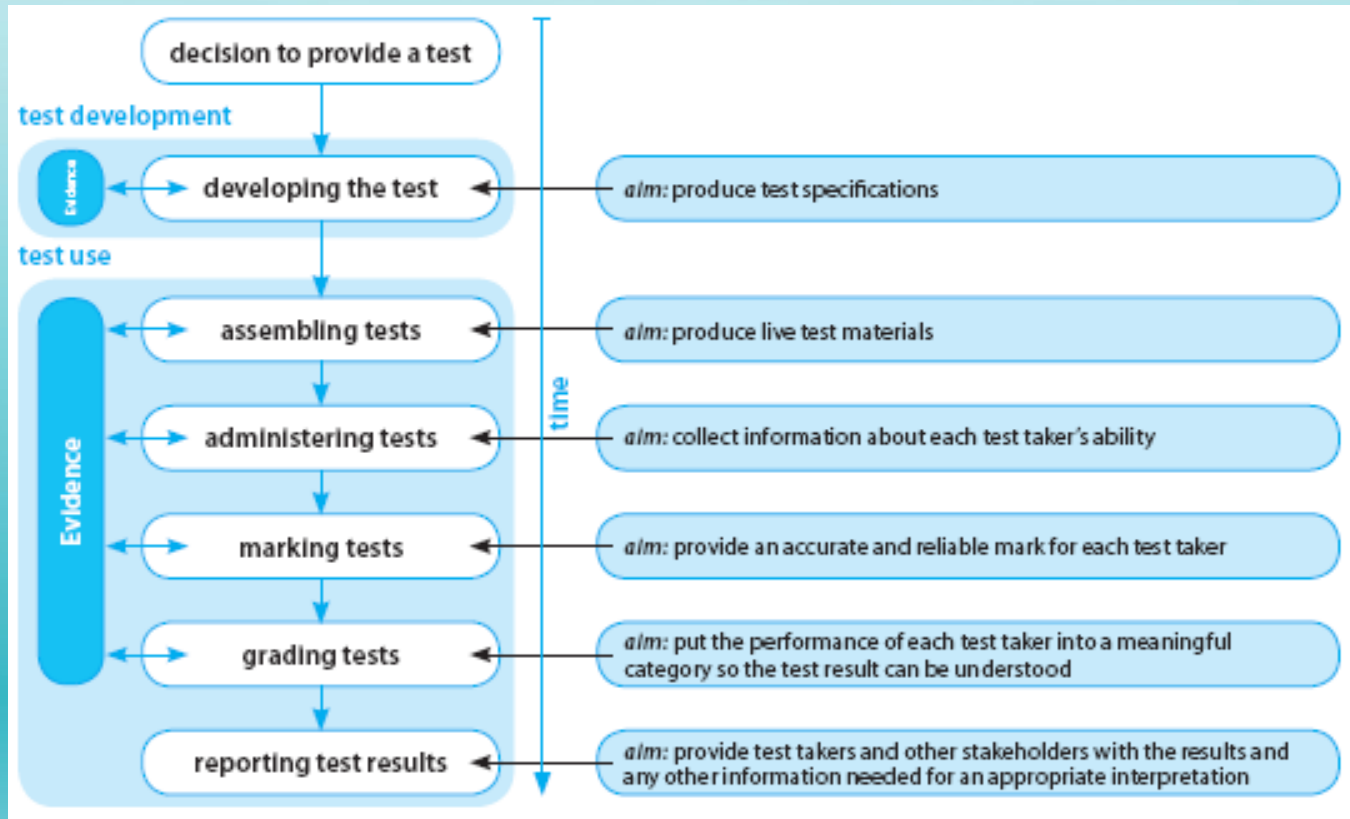 decision to provide a test
test development
Evidence
developing the test
aim: produce test specifications
test use
Evidence
assembling tests
aim: produce live test materials
time
administering tests
aim: collect information about each test taker's ability
marking tests
aim: provide an accurate and reliable mark for each test taker
grading tests
aim: put the performance of each test taker into a meaningful
category so the test result can be understood
reporting test results
aim: provide test takers and other stakeholders with the results and
any other information needed for an appropriate interpretation